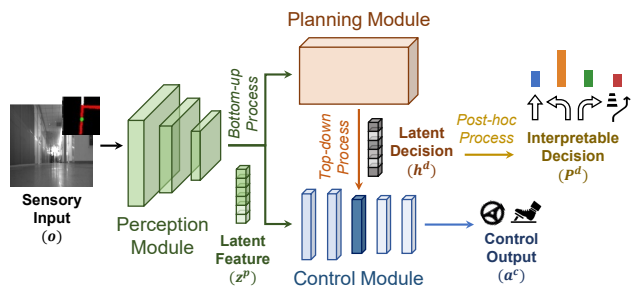 Planning Module
Bottom-up
Process
Top-down
Process
Latent
Decision
(h^d)
Post-hoc
Process
Interpretable
Decision
(P^d)
Sensory
Input
(o)
Perception
Module
Latent
Feature
(z^p)
Control Module
Control
Output
(a^c)